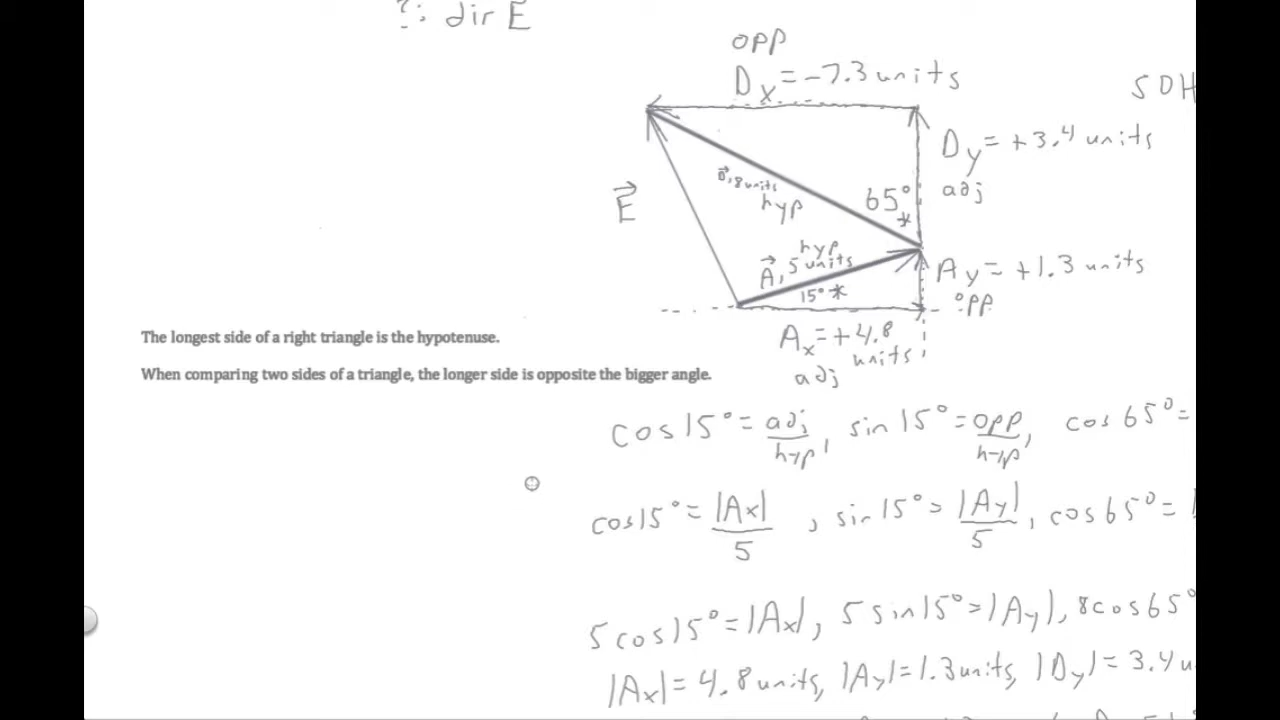 ?: dir E
opp
Dx = -7.3 units
SOH
Dy = +3.4 units
adj
D, 8 units
hyp
65°
*
E
hyp
A, 5 units
15° *
Ay = +1.3 units
opp
Ax = +4.8
units
adj
The longest side of a right triangle is the hypotenuse.
When comparing two sides of a triangle, the longer side is opposite the bigger angle.
cos 15° = adj/hyp, sin 15° = opp/hyp, cos 65° =
cos 15° = |Ax|/5, sin 15° = |Ay|/5, cos 65° =
5 cos 15° = |Ax|, 5 sin 15° = |Ay|, 8 cos 65°
|Ax| = 4.8 units, |Ay| = 1.3 units, |Dy| = 3.4 u